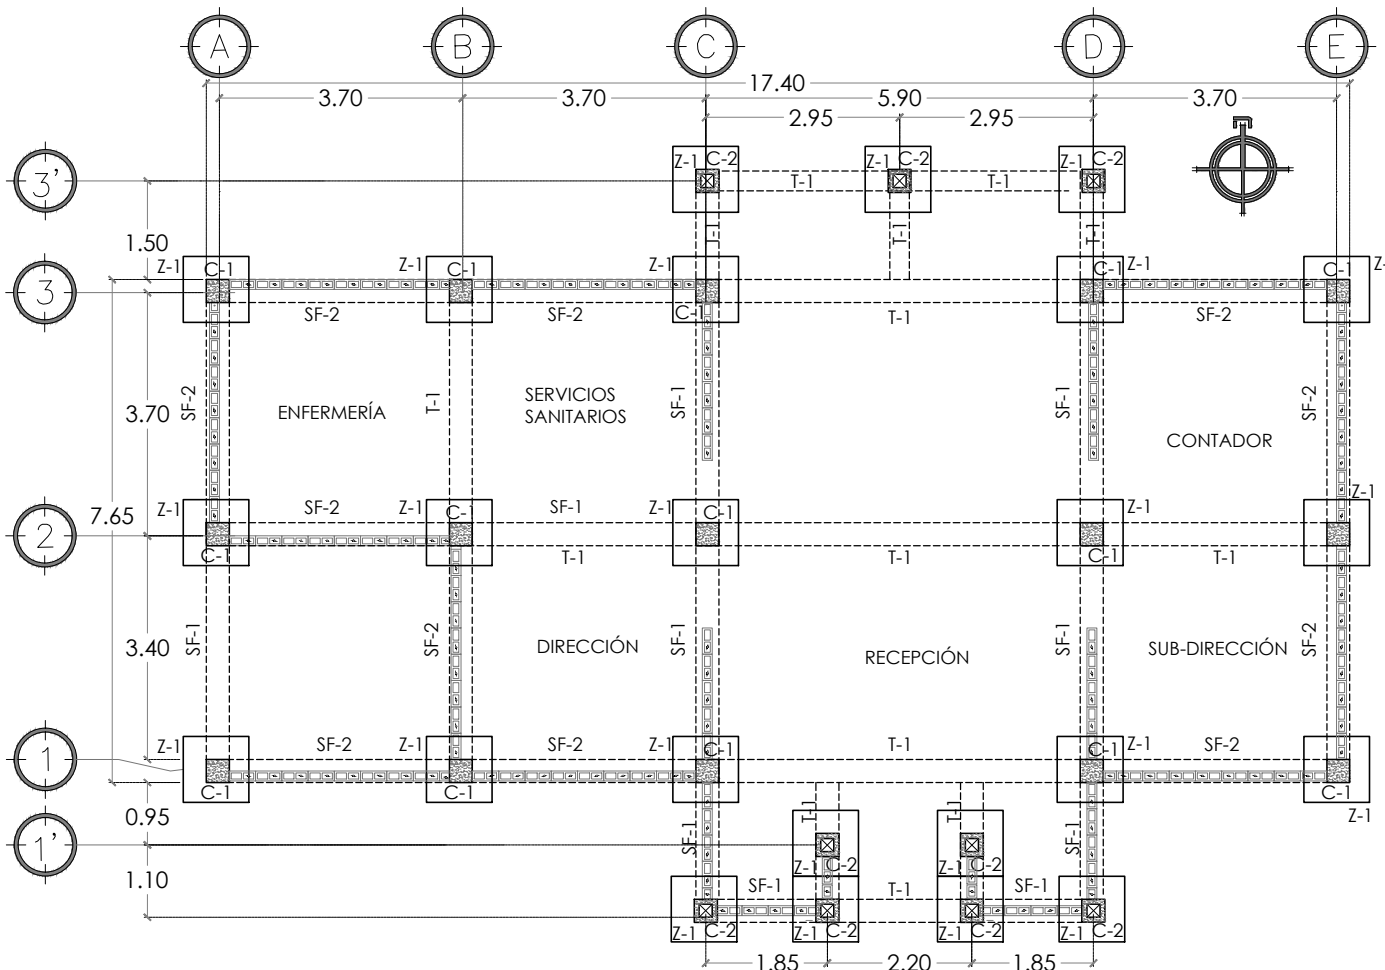 A B C D E
17.40
3.70 3.70 5.90 3.70
2.95 2.95
Z-1 C-2 Z-1 C-2 Z-1 C-2
3'
T-1 T-1
1.50
T-1 T-1 T-1
Z-1 C-1 Z-1 C-1 Z-1 C-1 Z-1 C-1 Z-
3
C-1
SF-2 SF-2 T-1 SF-2
SF-2 T-1 SF-1 SF-1 SF-2
3.70
ENFERMERÍA
SERVICIOS
SANITARIOS
CONTADOR
7.65
Z-1 SF-2 Z-1 C-1 SF-1 Z-1 C-1 Z-1 Z-1
2
C-1 T-1 T-1 C-1 T-1
3.40
SF-1 SF-2 SF-1 SF-1 SF-2
DIRECCIÓN
RECEPCIÓN
SUB-DIRECCIÓN
Z-1 SF-2 Z-1 SF-2 Z-1 C-1 T-1 C-1 Z-1 SF-2
1
C-1 C-1 C-1
Z-1
0.95
T-1 T-1
SF-1 SF-1
1'
Z-1 C-2 Z-1 C-2
1.10
SF-1 T-1 SF-1
Z-1 C-2 Z-1 C-2 Z-1 C-2 Z-1 C-2
1.85 2.20 1.85